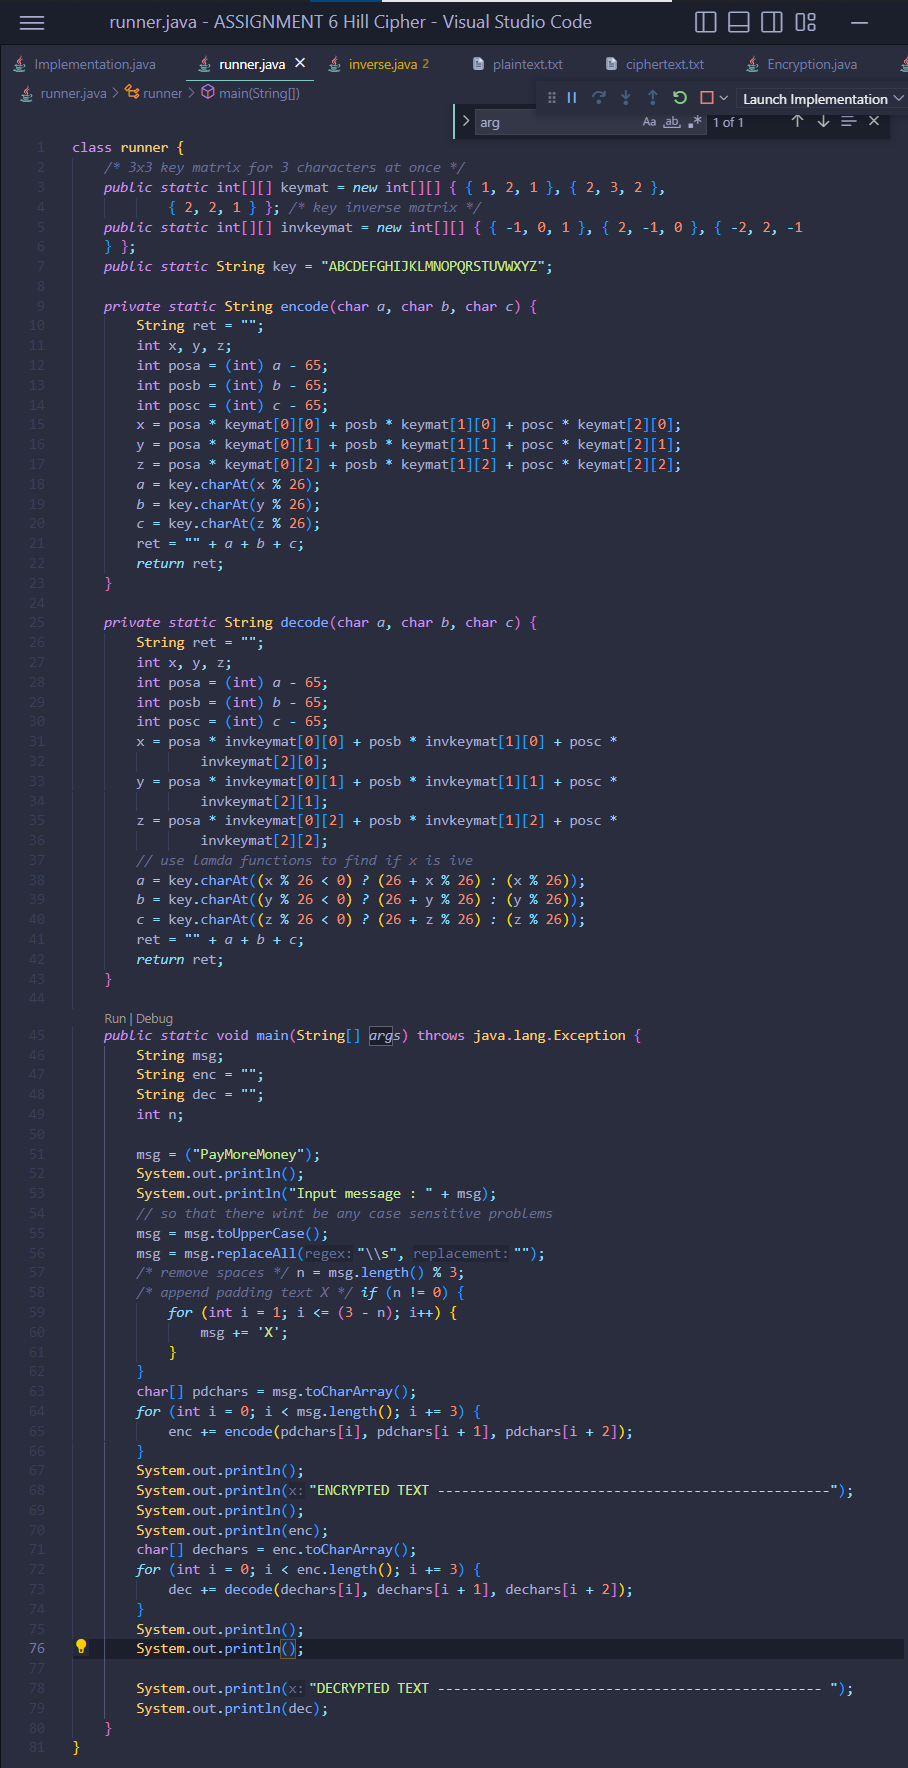 runner.java - ASSIGNMENT 6 Hill Cipher - Visual Studio Code
Implementation.java runner.java inverse.java 2 plaintext.txt ciphertext.txt Encryption.java
runner.java > runner > main(String[])
Launch Implementation
arg Aa ab 1 of 1
1 class runner {
2 /* 3x3 key matrix for 3 characters at once */
3 public static int[][] keymat = new int[][] { { 1, 2, 1 }, { 2, 3, 2 },
4 { 2, 2, 1 } }; /* key inverse matrix */
5 public static int[][] invkeymat = new int[][] { { -1, 0, 1 }, { 2, -1, 0 }, { -2, 2, -1
6 } };
7 public static String key = "ABCDEFGHIJKLMNOPQRSTUVWXYZ";
8
9 private static String encode(char a, char b, char c) {
10 String ret = "";
11 int x, y, z;
12 int posa = (int) a - 65;
13 int posb = (int) b - 65;
14 int posc = (int) c - 65;
15 x = posa * keymat[0][0] + posb * keymat[1][0] + posc * keymat[2][0];
16 y = posa * keymat[0][1] + posb * keymat[1][1] + posc * keymat[2][1];
17 z = posa * keymat[0][2] + posb * keymat[1][2] + posc * keymat[2][2];
18 a = key.charAt(x % 26);
19 b = key.charAt(y % 26);
20 c = key.charAt(z % 26);
21 ret = "" + a + b + c;
22 return ret;
23 }
24
25 private static String decode(char a, char b, char c) {
26 String ret = "";
27 int x, y, z;
28 int posa = (int) a - 65;
29 int posb = (int) b - 65;
30 int posc = (int) c - 65;
31 x = posa * invkeymat[0][0] + posb * invkeymat[1][0] + posc *
32 invkeymat[2][0];
33 y = posa * invkeymat[0][1] + posb * invkeymat[1][1] + posc *
34 invkeymat[2][1];
35 z = posa * invkeymat[0][2] + posb * invkeymat[1][2] + posc *
36 invkeymat[2][2];
37 // use lamda functions to find if x is ive
38 a = key.charAt((x % 26 < 0) ? (26 + x % 26) : (x % 26));
39 b = key.charAt((y % 26 < 0) ? (26 + y % 26) : (y % 26));
40 c = key.charAt((z % 26 < 0) ? (26 + z % 26) : (z % 26));
41 ret = "" + a + b + c;
42 return ret;
43 }
44
Run | Debug
45 public static void main(String[] args) throws java.lang.Exception {
46 String msg;
47 String enc = "";
48 String dec = "";
49 int n;
50
51 msg = ("PayMoreMoney");
52 System.out.println();
53 System.out.println("Input message : " + msg);
54 // so that there wint be any case sensitive problems
55 msg = msg.toUpperCase();
56 msg = msg.replaceAll(regex: "\\s", replacement: "");
57 /* remove spaces */ n = msg.length() % 3;
58 /* append padding text X */ if (n != 0) {
59 for (int i = 1; i <= (3 - n); i++) {
60 msg += 'X';
61 }
62 }
63 char[] pdchars = msg.toCharArray();
64 for (int i = 0; i < msg.length(); i += 3) {
65 enc += encode(pdchars[i], pdchars[i + 1], pdchars[i + 2]);
66 }
67 System.out.println();
68 System.out.println(x: "ENCRYPTED TEXT -------------------------------------------------");
69 System.out.println();
70 System.out.println(enc);
71 char[] dechars = enc.toCharArray();
72 for (int i = 0; i < enc.length(); i += 3) {
73 dec += decode(dechars[i], dechars[i + 1], dechars[i + 2]);
74 }
75 System.out.println();
76 System.out.println();
77
78 System.out.println(x: "DECRYPTED TEXT ------------------------------------------------ ");
79 System.out.println(dec);
80 }
81 }